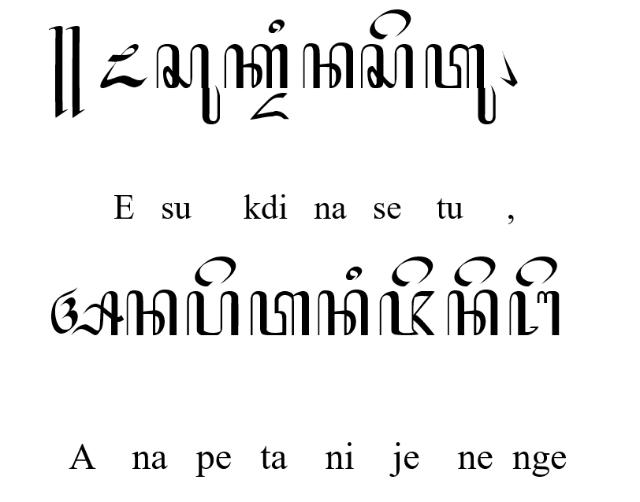 ꧋ꦌꦱꦸꦏ꧀ꦢꦶꦤꦱꦼꦠꦸ꧈
E su kdi na se tu ,
ꦄꦤꦥꦼꦠꦤꦶꦗꦼꦤꦼꦔꦼ
A na pe ta ni je ne nge